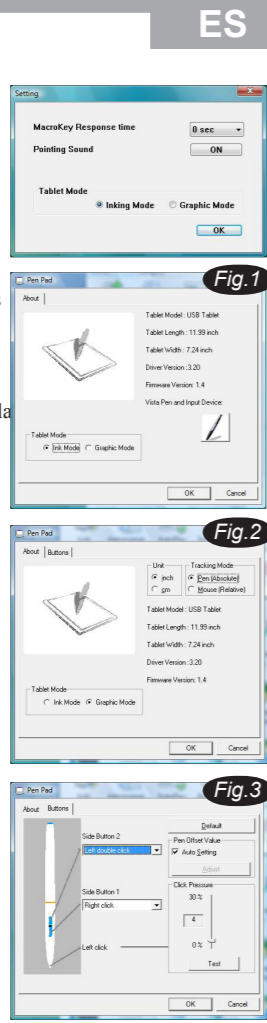 ES
Setting
MacroKey Response time
0 sec
Pointing Sound
ON
Tablet Mode
Inking Mode
Graphic Mode
OK
Fig.1
Pen Pad
About
Tablet Model : USB Tablet
Tablet Length : 11.99 inch
Tablet Width : 7.24 inch
Driver Version :3.20
Firmware Version: 1.4
Vista Pen and Input Device:
Tablet Mode
Ink Mode
Graphic Mode
OK
Cancel
Fig.2
Pen Pad
About
Buttons
Unit
inch
cm
Tracking Mode
Pen (Absolute)
Mouse (Relative)
Tablet Model : USB Tablet
Tablet Length : 11.99 inch
Tablet Width : 7.24 inch
Driver Version :3.20
Firmware Version: 1.4
Tablet Mode
Ink Mode
Graphic Mode
OK
Cancel
Fig.3
Pen Pad
About
Buttons
Side Button 2
Left double click
Side Button 1
Right click
Left click
Default
Pen Offset Value
Auto Setting
Adjust
Click Pressure
30 %
4
0 %
Test
OK
Cancel